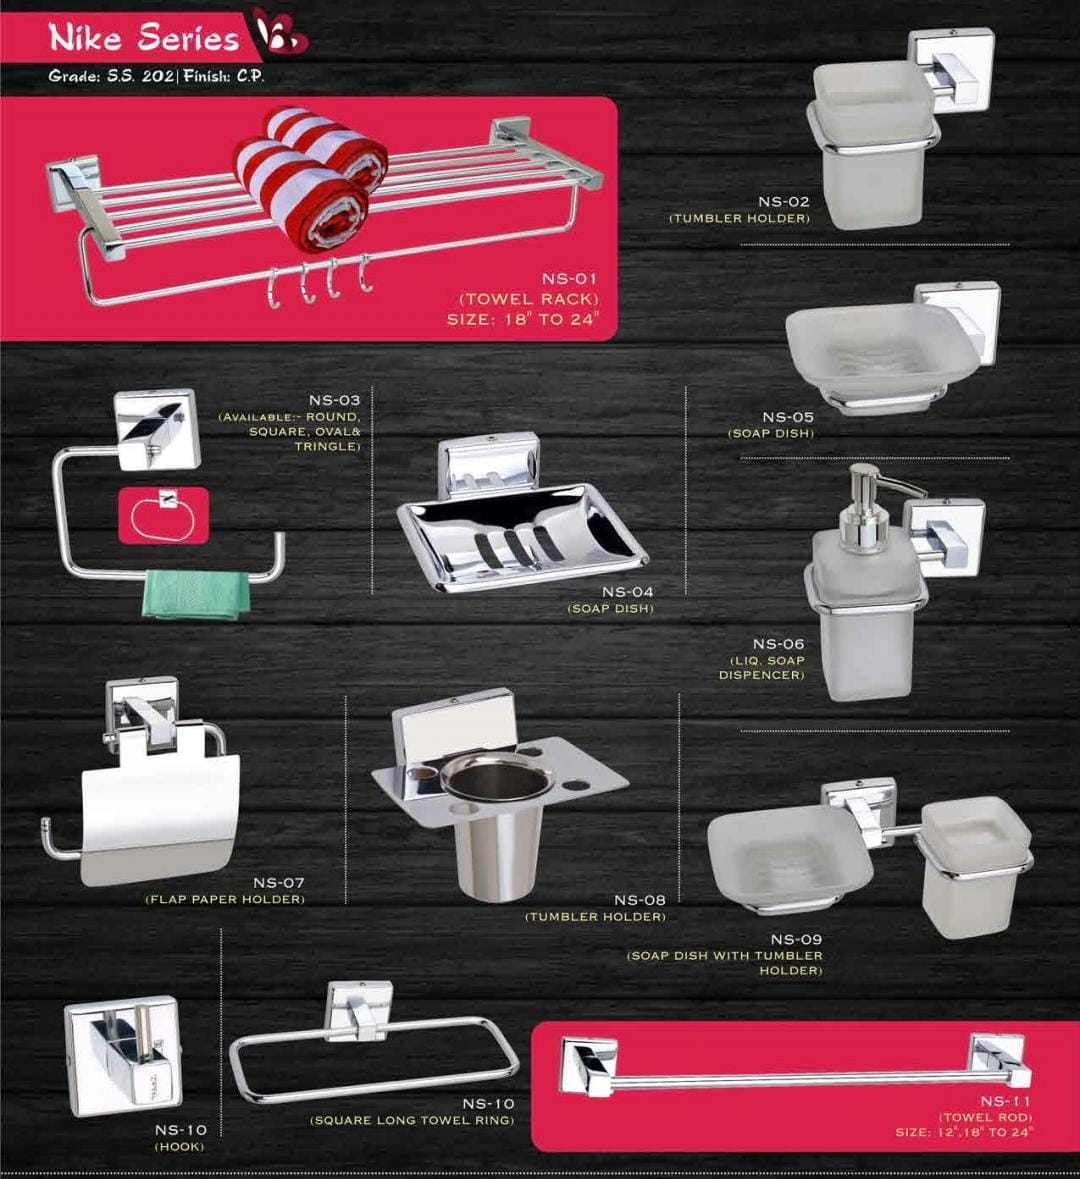 Nike Series
Grade: S.S. 202| Finish: C.P.
NS-01
(TOWEL RACK)
SIZE: 18" TO 24"
NS-02
(TUMBLER HOLDER)
NS-03
(AVAILABLE:- ROUND,
SQUARE, OVAL&
TRINGLE)
NS-04
(SOAP DISH)
NS-05
(SOAP DISH)
NS-06
(LIQ. SOAP
DISPENCER)
NS-07
(FLAP PAPER HOLDER)
NS-08
(TUMBLER HOLDER)
NS-09
(SOAP DISH WITH TUMBLER
HOLDER)
NS-10
(HOOK)
NS-10
(SQUARE LONG TOWEL RING)
NS-11
(TOWEL ROD)
SIZE: 12",18" TO 24"